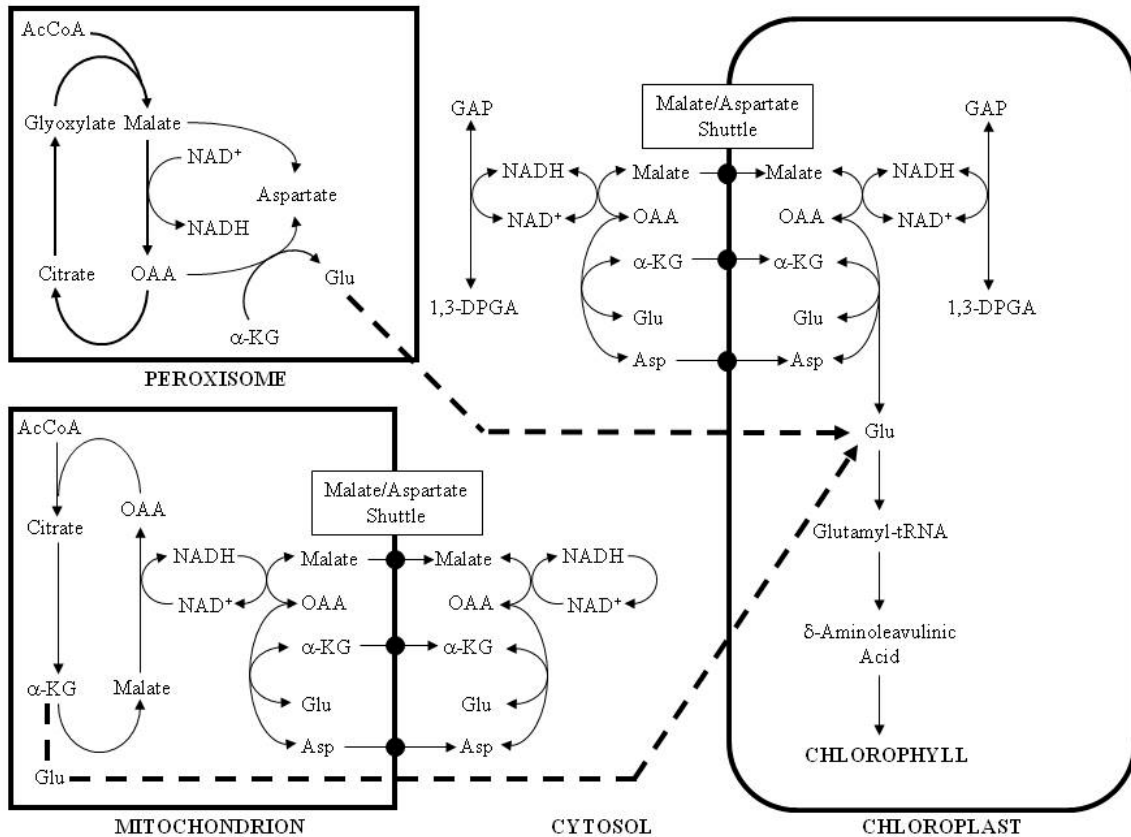 AcCoA
Glyoxylate Malate
NAD⁺
NADH
Aspartate
Citrate
OAA
Glu
α-KG
PEROXISOME
GAP
NADH
NAD⁺
1,3-DPGA
Malate/Aspartate
Shuttle
Malate
OAA
α-KG
Glu
Asp
Malate
OAA
α-KG
Glu
Asp
NADH
NAD⁺
GAP
1,3-DPGA
Glu
Glutamyl-tRNA
δ-Aminoleavulinic
Acid
CHLOROPHYLL
CHLOROPLAST
AcCoA
Citrate
OAA
α-KG
Malate
Glu
NADH
NAD⁺
Malate/Aspartate
Shuttle
Malate
OAA
α-KG
Glu
Asp
Malate
OAA
α-KG
Glu
Asp
NADH
NAD⁺
MITOCHONDRION
CYTOSOL